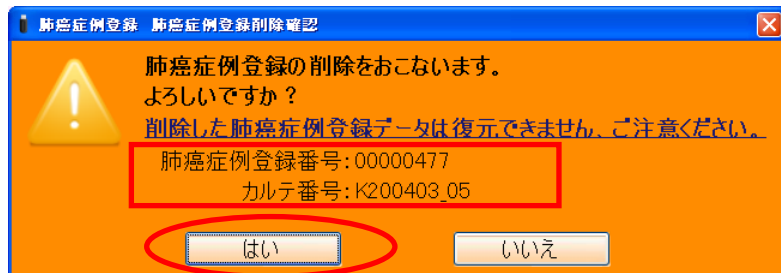 肺癌症例登録　肺癌症例登録削除確認
肺癌症例登録の削除をおこないます。
よろしいですか？
削除した肺癌症例登録データは復元できません、ご注意ください。
肺癌症例登録番号:00000477
カルテ番号:K200403_05
はい
いいえ